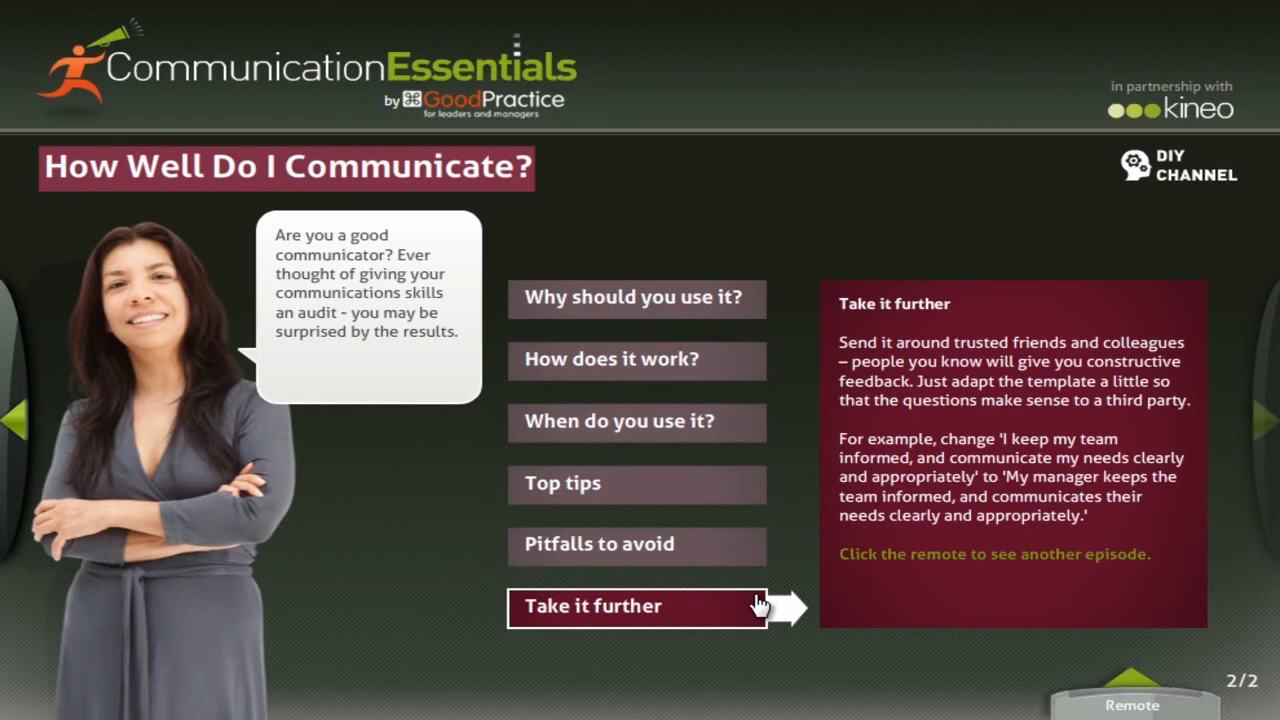 CommunicationEssentials
by GoodPractice
for leaders and managers
in partnership with
kineo
How Well Do I Communicate?
DIY
CHANNEL
Are you a good
communicator? Ever
thought of giving your
communications skills
an audit - you may be
surprised by the results.
Why should you use it?
How does it work?
When do you use it?
Top tips
Pitfalls to avoid
Take it further
Take it further
Send it around trusted friends and colleagues
– people you know will give you constructive
feedback. Just adapt the template a little so
that the questions make sense to a third party.
For example, change 'I keep my team
informed, and communicate my needs clearly
and appropriately' to 'My manager keeps the
team informed, and communicates their
needs clearly and appropriately.'
Click the remote to see another episode.
2/2
Remote